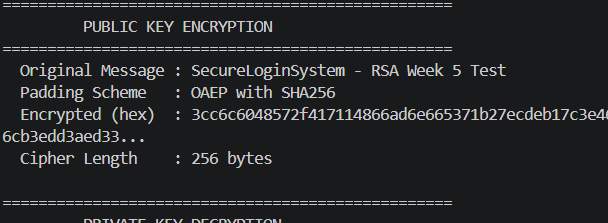 ==================================================
PUBLIC KEY ENCRYPTION
==================================================
Original Message : SecureLoginSystem - RSA Week 5 Test
Padding Scheme : OAEP with SHA256
Encrypted (hex) : 3cc6c6048572f417114866ad6e665371b27ecdeb17c3e4
6cb3edd3aed33...
Cipher Length : 256 bytes
==================================================
PRIVATE KEY DECRYPTION